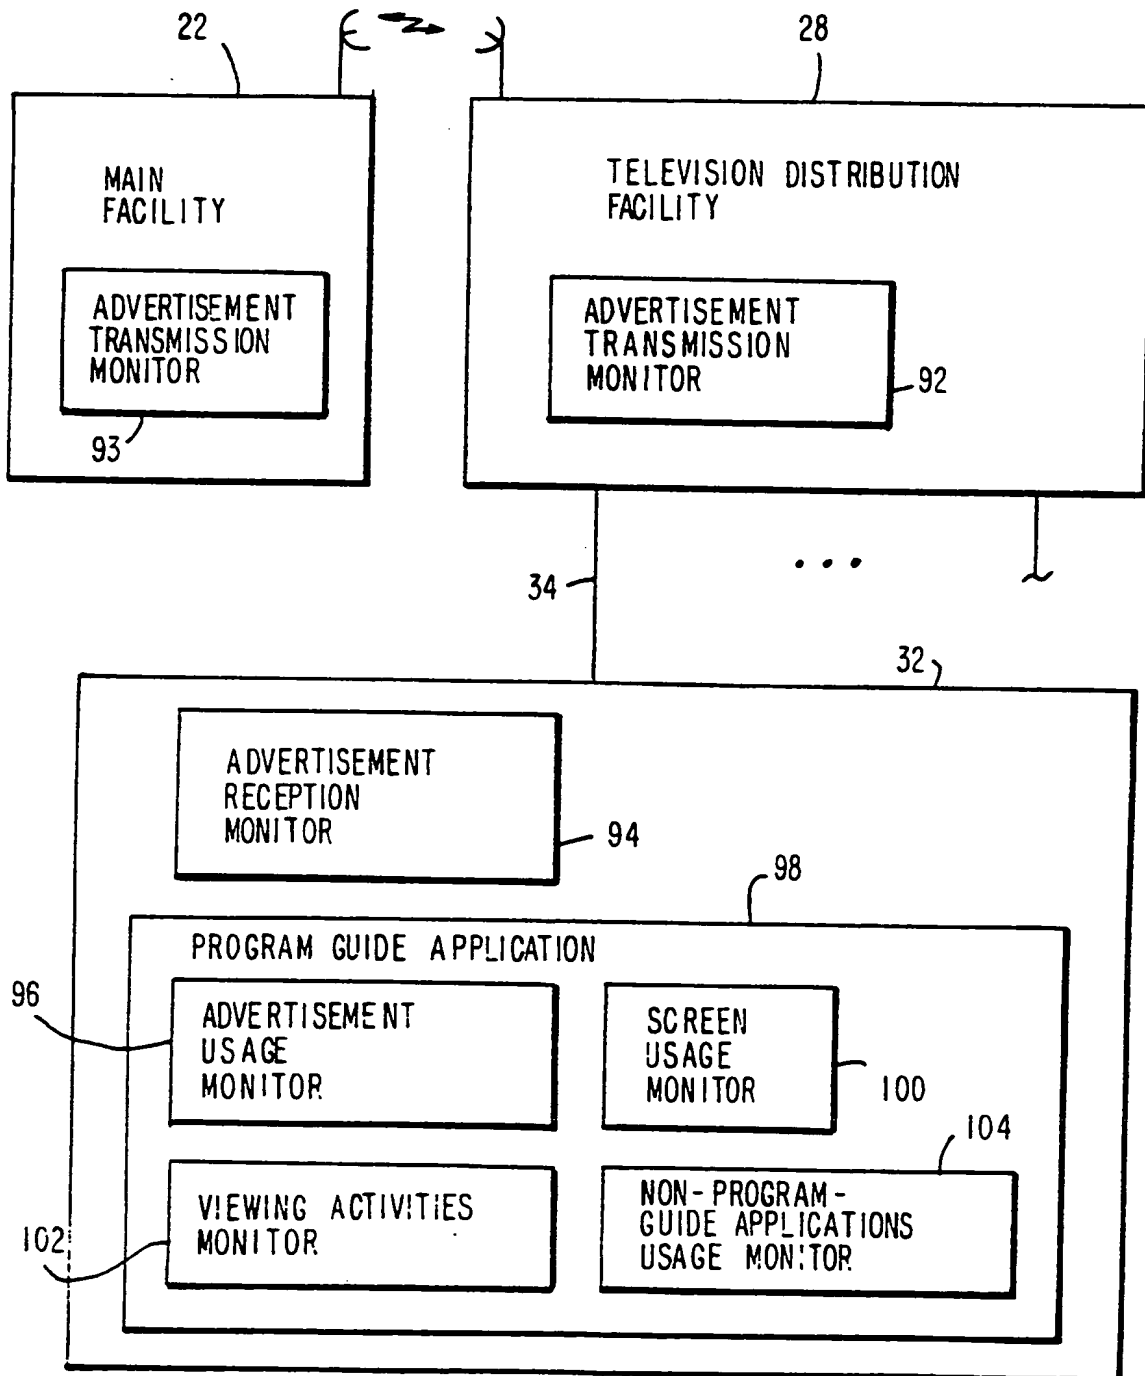 22
28
MAIN
FACILITY
TELEVISION DISTRIBUTION
FACILITY
ADVERTISEMENT
TRANSMISSION
MONITOR
93
ADVERTISEMENT
TRANSMISSION
MONITOR
92
34
...
32
ADVERTISEMENT
RECEPTION
MONITOR
94
98
PROGRAM GUIDE APPLICATION
96
ADVERTISEMENT
USAGE
MONITOR
SCREEN
USAGE
MONITOR
100
104
VIEWING ACTIVITIES
MONITOR
102
NON-PROGRAM-
GUIDE APPLICATIONS
USAGE MONITOR